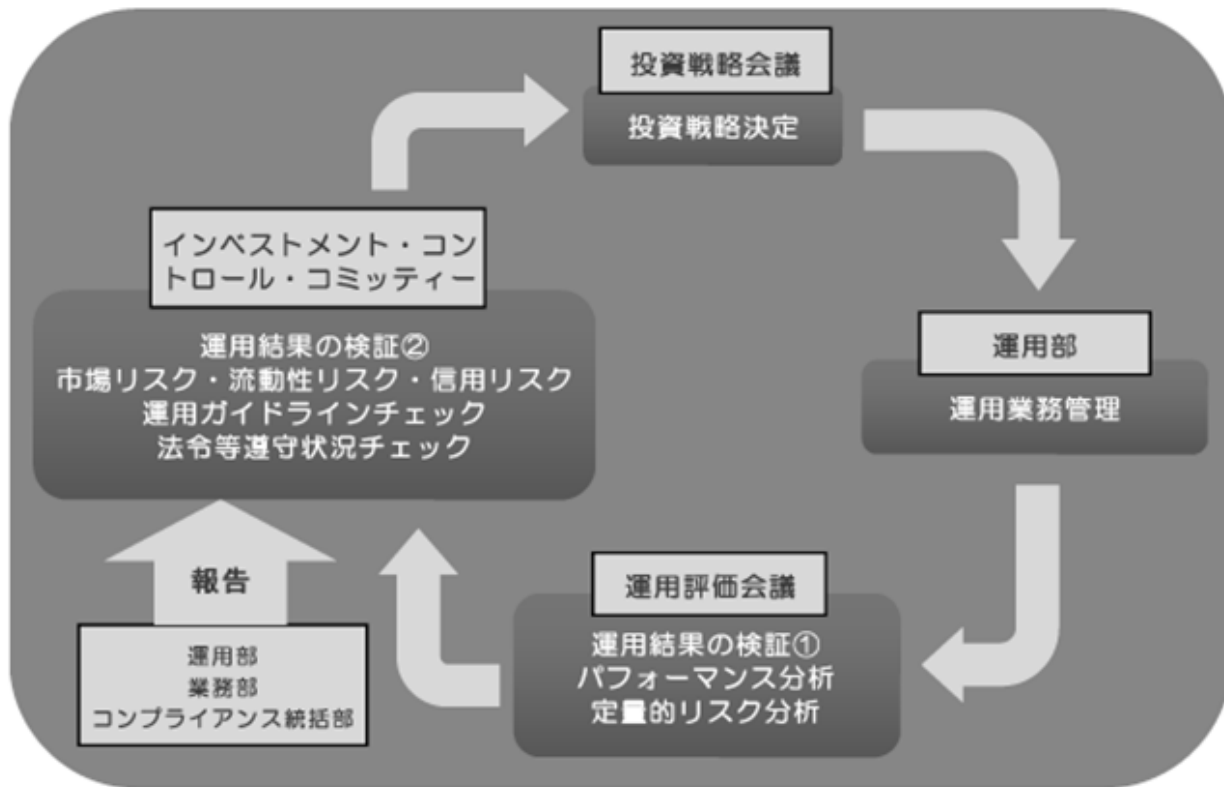 投資戦略会議
投資戦略決定
運用部
運用業務管理
運用評価会議
運用結果の検証①
パフォーマンス分析
定量的リスク分析
インベストメント・コン
トロール・コミッティー
運用結果の検証②
市場リスク・流動性リスク・信用リスク
運用ガイドラインチェック
法令等遵守状況チェック
報告
運用部
業務部
コンプライアンス統括部